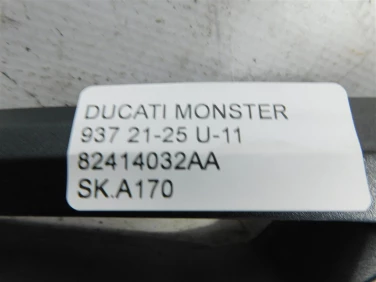 DUCATI MONSTER
937 21-25 U-11
82414032AA
SK.A170